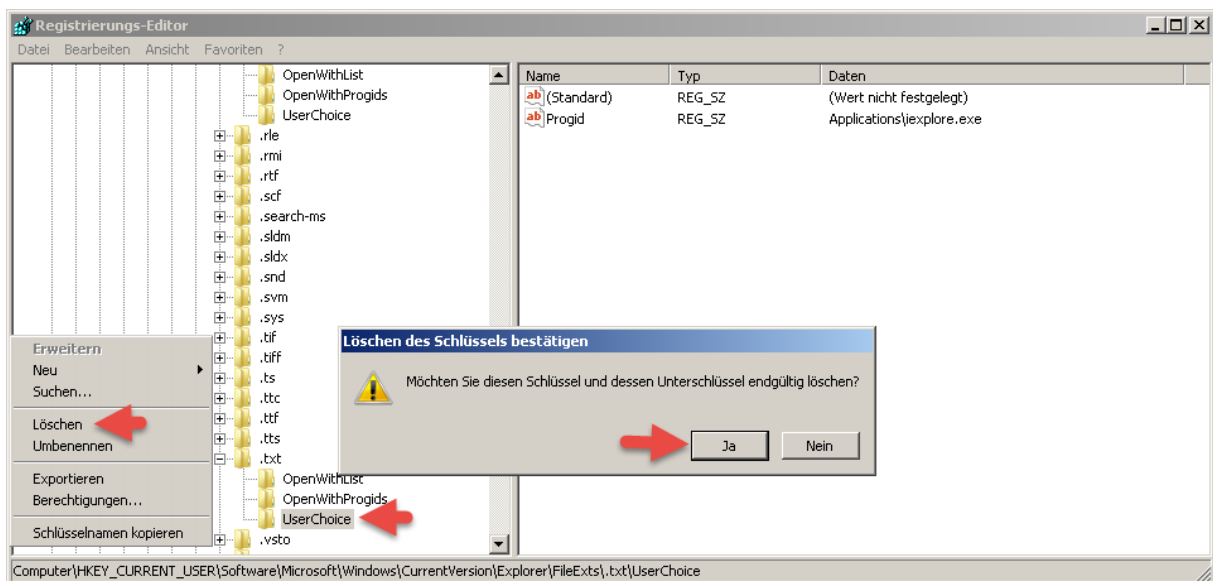 Registrierungs-Editor
Datei Bearbeiten Ansicht Favoriten ?
OpenWithList
OpenWithProgids
UserChoice
.rle
.rmi
.rtf
.scf
.search-ms
.sldm
.sldx
.snd
.svm
.sys
.tif
.tiff
.ts
.ttc
.ttf
.tts
.txt
OpenWithList
OpenWithProgids
UserChoice
.vsto
Name Typ Daten
ab (Standard) REG_SZ (Wert nicht festgelegt)
ab Progid REG_SZ Applications\iexplore.exe
Erweitern
Neu
Suchen...
Löschen
Umbenennen
Exportieren
Berechtigungen...
Schlüsselnamen kopieren
Löschen des Schlüssels bestätigen
Möchten Sie diesen Schlüssel und dessen Unterschlüssel endgültig löschen?
Ja Nein
Computer\HKEY_CURRENT_USER\Software\Microsoft\Windows\CurrentVersion\Explorer\FileExts\.txt\UserChoice